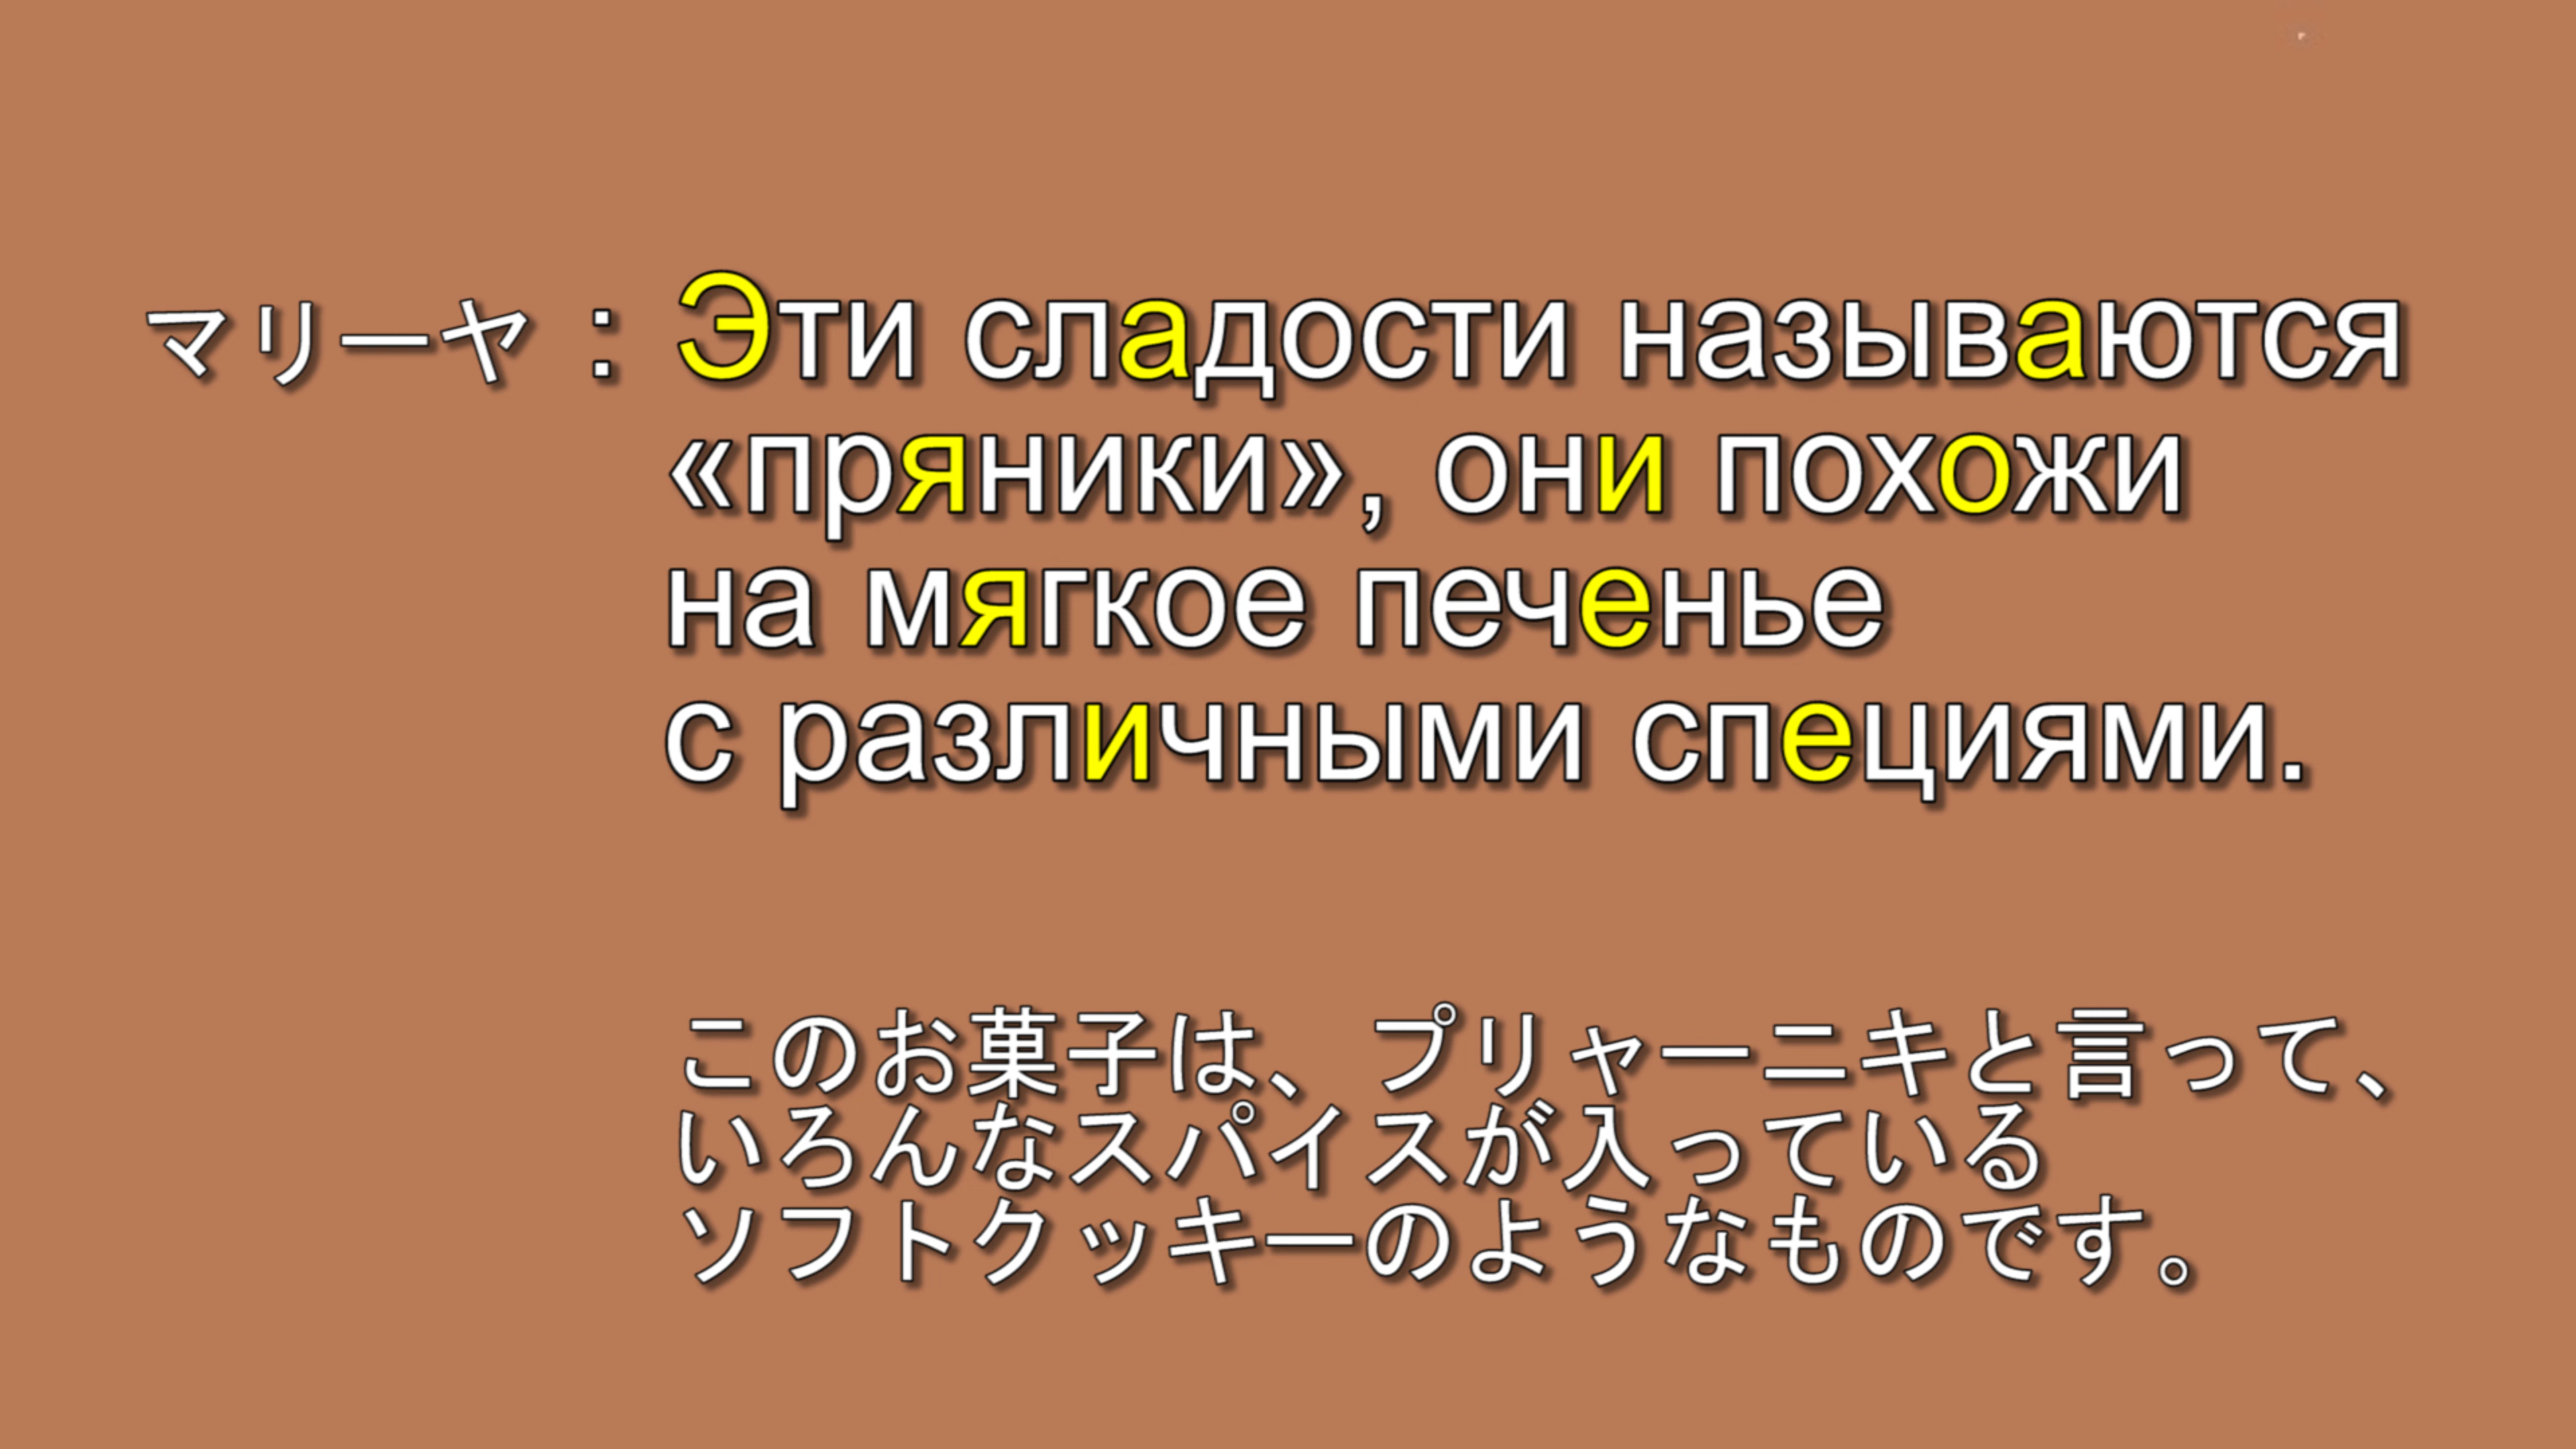 マリーヤ：Эти сладости называются
«пряники», они похожи
на мягкое печенье
с различными специями.
このお菓子は、プリャーニキと言って、
いろんなスパイスが入っている
ソフトクッキーのようなものです。